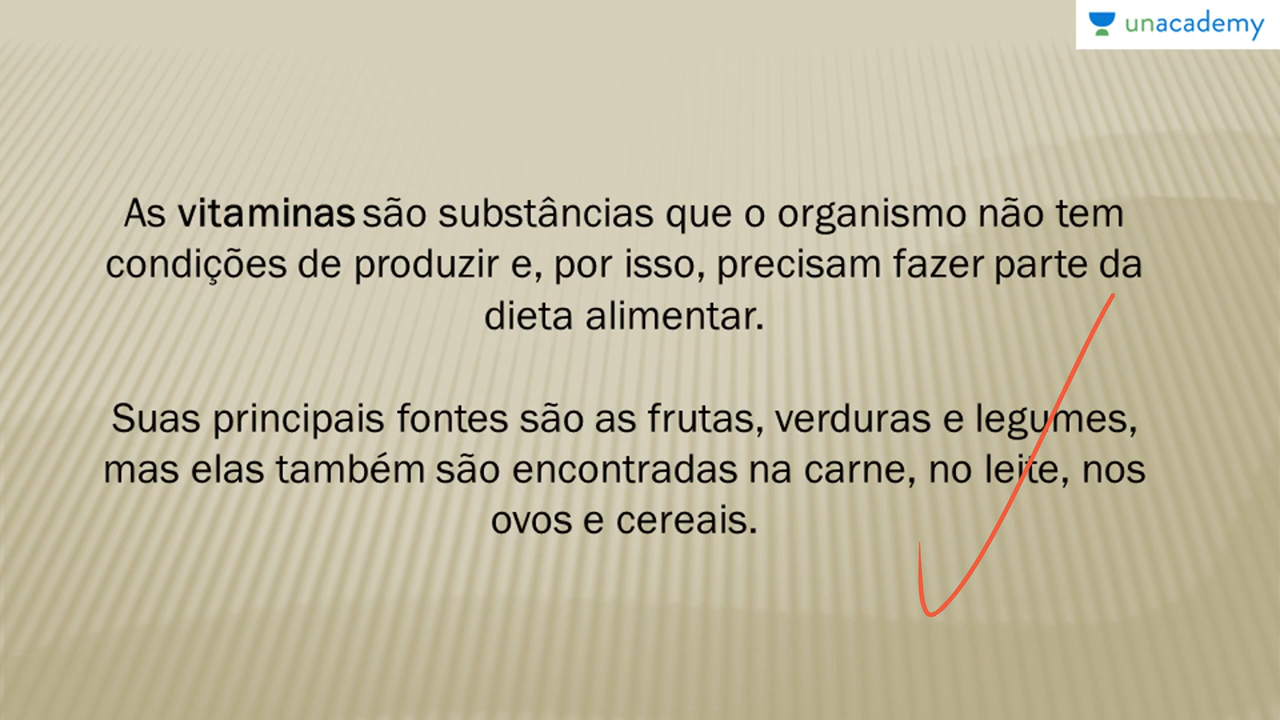 unacademy
As vitaminas são substâncias que o organismo não tem
condições de produzir e, por isso, precisam fazer parte da
dieta alimentar.
Suas principais fontes são as frutas, verduras e legumes,
mas elas também são encontradas na carne, no leite, nos
ovos e cereais.